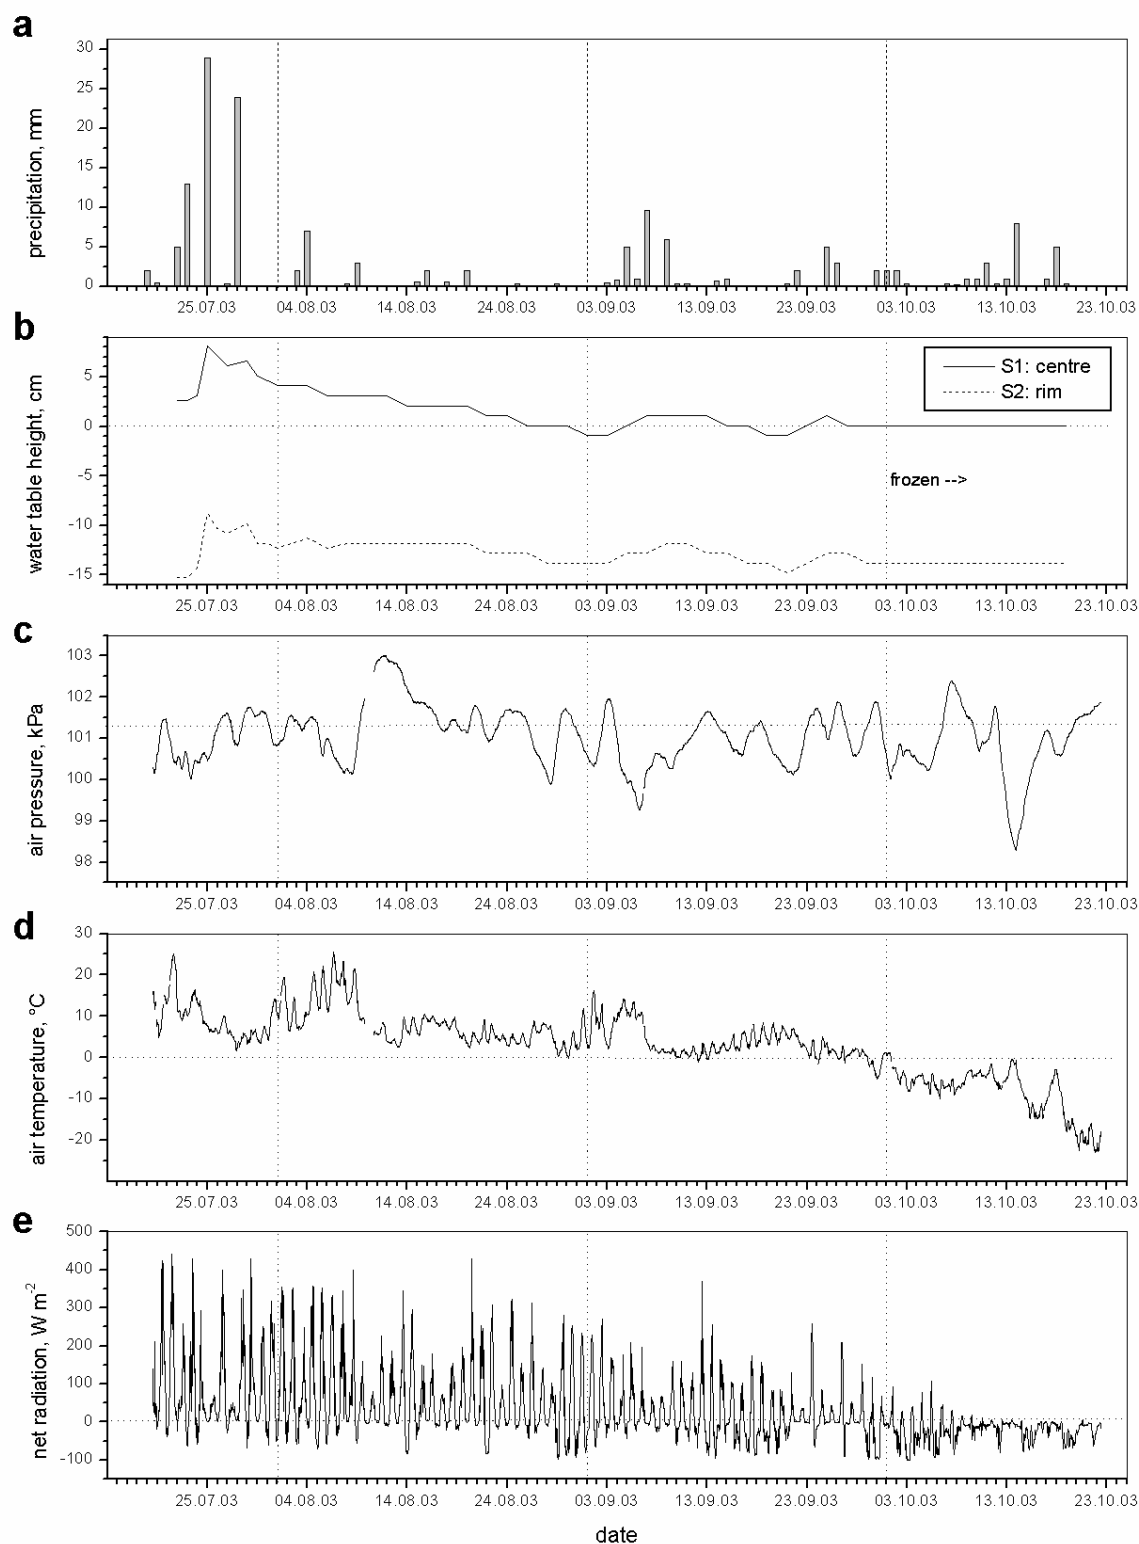 a
precipitation, mm
30
25
20
15
10
5
0
25.07.03 04.08.03 14.08.03 24.08.03 03.09.03 13.09.03 23.09.03 03.10.03 13.10.03 23.10.03
b
water table height, cm
5
0
-5
-10
-15
S1: centre
S2: rim
frozen -->
25.07.03 04.08.03 14.08.03 24.08.03 03.09.03 13.09.03 23.09.03 03.10.03 13.10.03 23.10.03
c
air pressure, kPa
103
102
101
100
99
98
25.07.03 04.08.03 14.08.03 24.08.03 03.09.03 13.09.03 23.09.03 03.10.03 13.10.03 23.10.03
d
air temperature, °C
30
20
10
0
-10
-20
25.07.03 04.08.03 14.08.03 24.08.03 03.09.03 13.09.03 23.09.03 03.10.03 13.10.03 23.10.03
e
net radiation, W m-2
500
400
300
200
100
0
-100
25.07.03 04.08.03 14.08.03 24.08.03 03.09.03 13.09.03 23.09.03 03.10.03 13.10.03 23.10.03
date